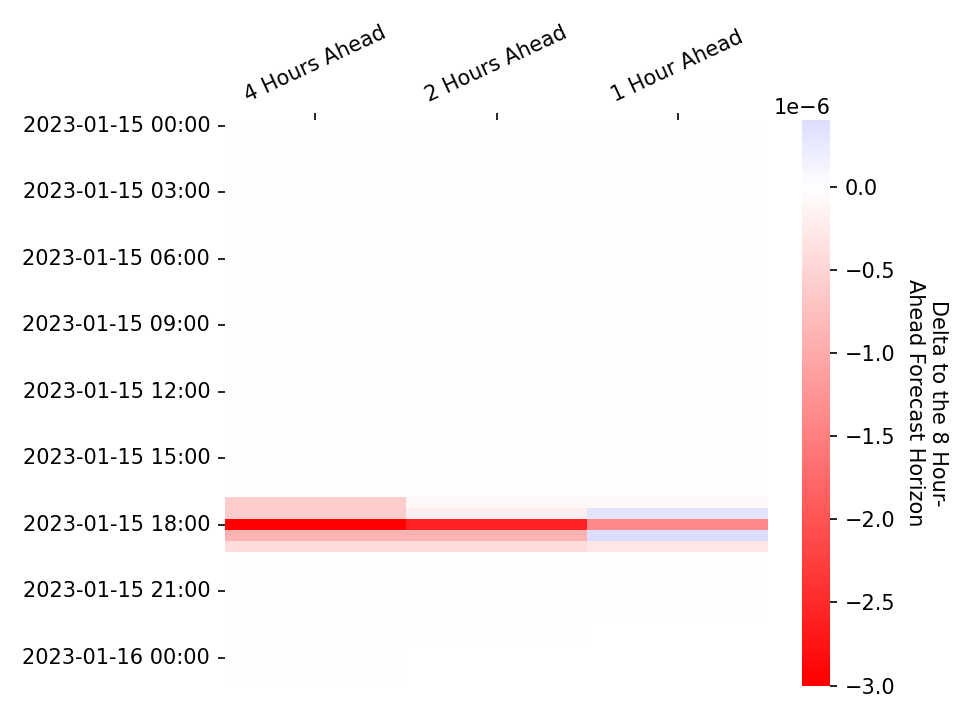 4 Hours Ahead
2 Hours Ahead
1 Hour Ahead
1e−6
2023-01-15 00:00
2023-01-15 03:00
2023-01-15 06:00
2023-01-15 09:00
2023-01-15 12:00
2023-01-15 15:00
2023-01-15 18:00
2023-01-15 21:00
2023-01-16 00:00
0.0
−0.5
−1.0
−1.5
−2.0
−2.5
−3.0
Delta to the 8 Hour-
Ahead Forecast Horizon